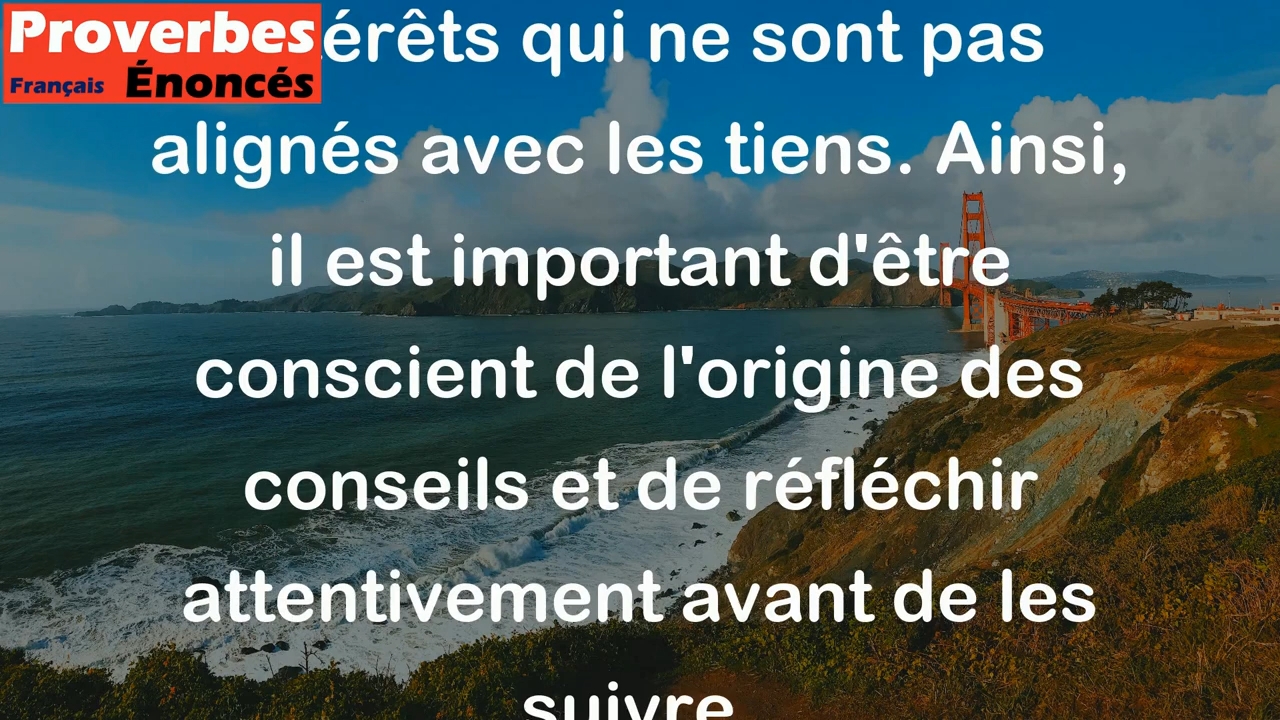 Proverbes
Français Énoncés
érêts qui ne sont pas
alignés avec les tiens. Ainsi,
il est important d'être
conscient de l'origine des
conseils et de réfléchir
attentivement avant de les
suivre